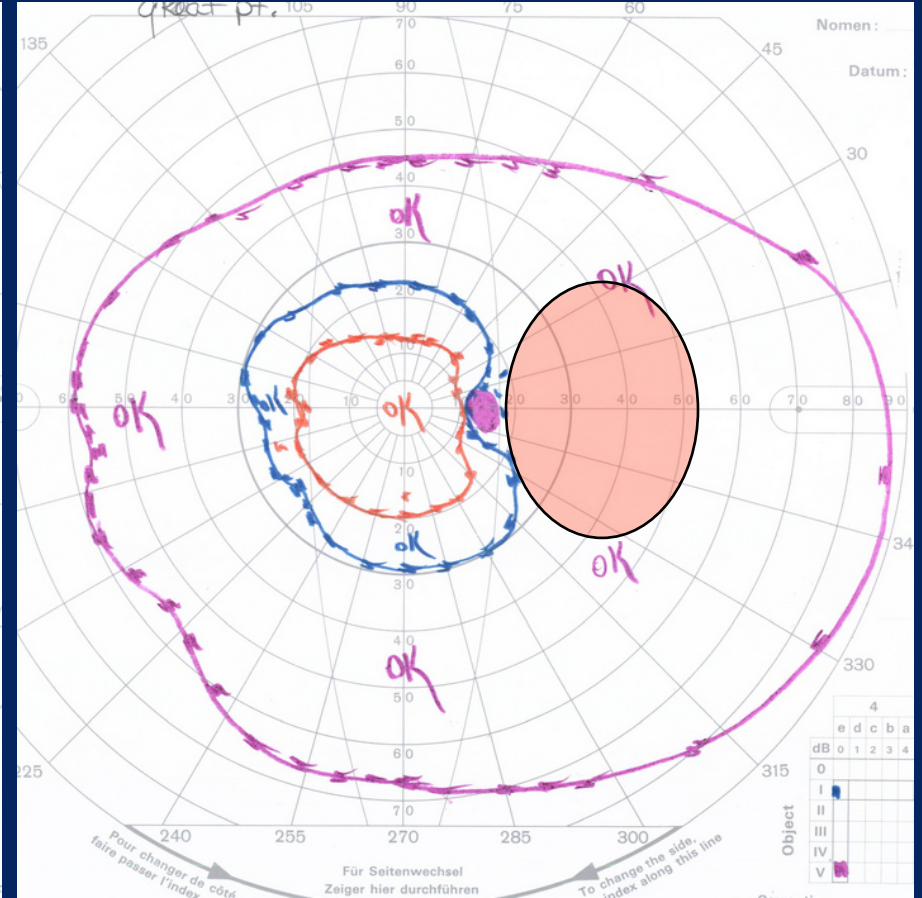 great pt.
105 90 75 60
70
Nomen:
135
45
Datum:
60
50
30
40
OK
30
OK
20
10
60 50 40 30 20 30 40 50 60 70 80 90
OK OK OK
10
20
OK
OK
34
30
40
OK
330
50
4
e d c b a
60
dB 0 1 2 3 4
225
315
0
I
70
II
240 255 270 285 300
Object
III
IV
V
Pour changer de côté
faire passer l'index
Für Seitenwechsel
Zeiger hier durchführen
To change the side,
index along this line